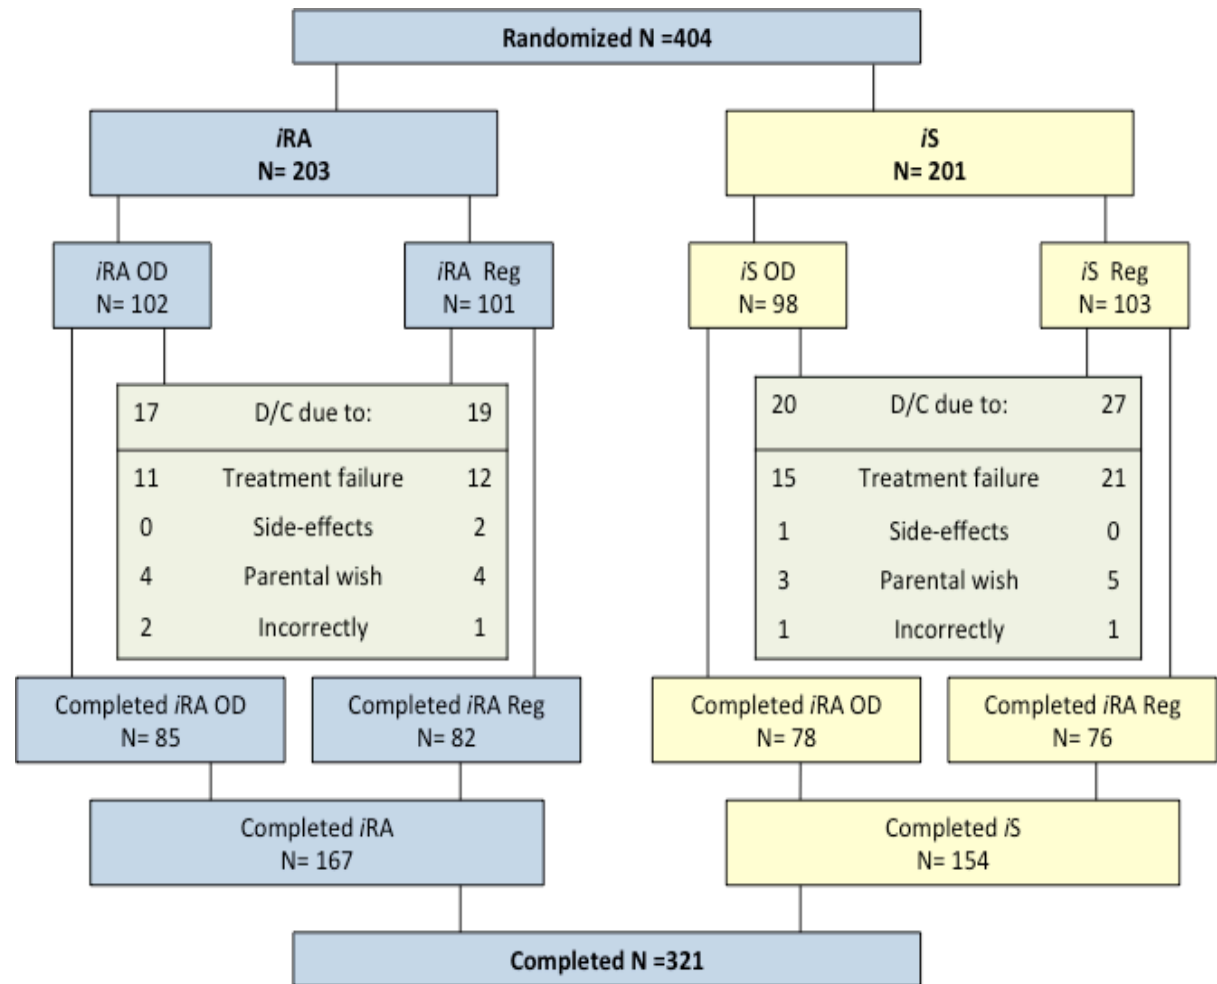 Randomized N =404
iRA
N= 203
iS
N= 201
iRA OD
N= 102
iRA Reg
N= 101
iS OD
N= 98
iS Reg
N= 103
17 D/C due to: 19
11 Treatment failure 12
0 Side-effects 2
4 Parental wish 4
2 Incorrectly 1
20 D/C due to: 27
15 Treatment failure 21
1 Side-effects 0
3 Parental wish 5
1 Incorrectly 1
Completed iRA OD
N= 85
Completed iRA Reg
N= 82
Completed iRA OD
N= 78
Completed iRA Reg
N= 76
Completed iRA
N= 167
Completed iS
N= 154
Completed N =321